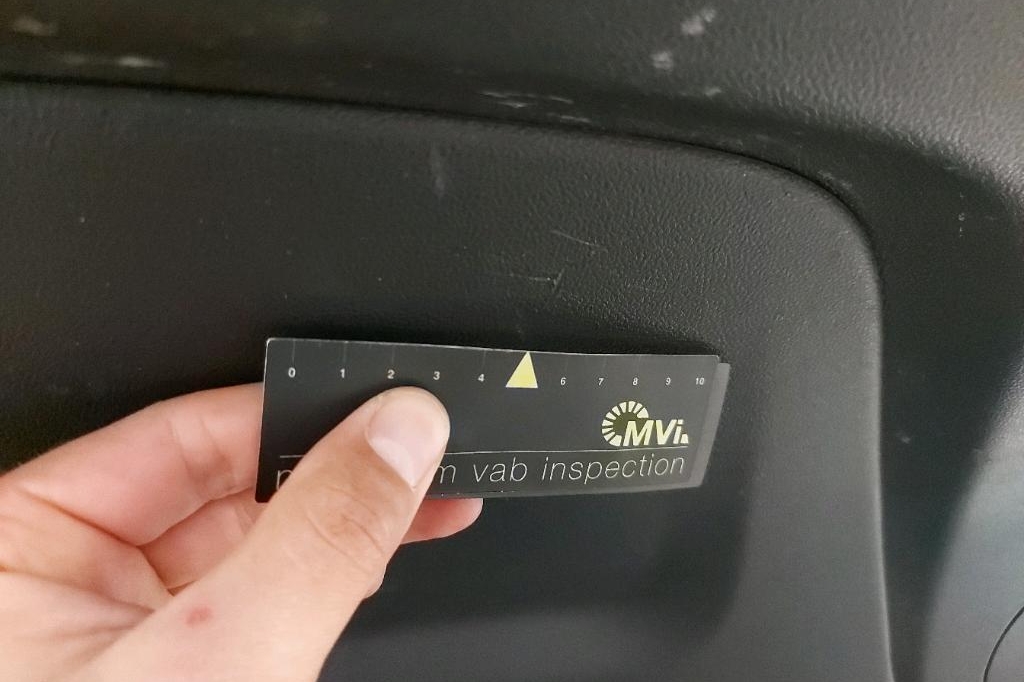 0 1 2 3 4 6 7 8 9 10
MVi.
vab inspection